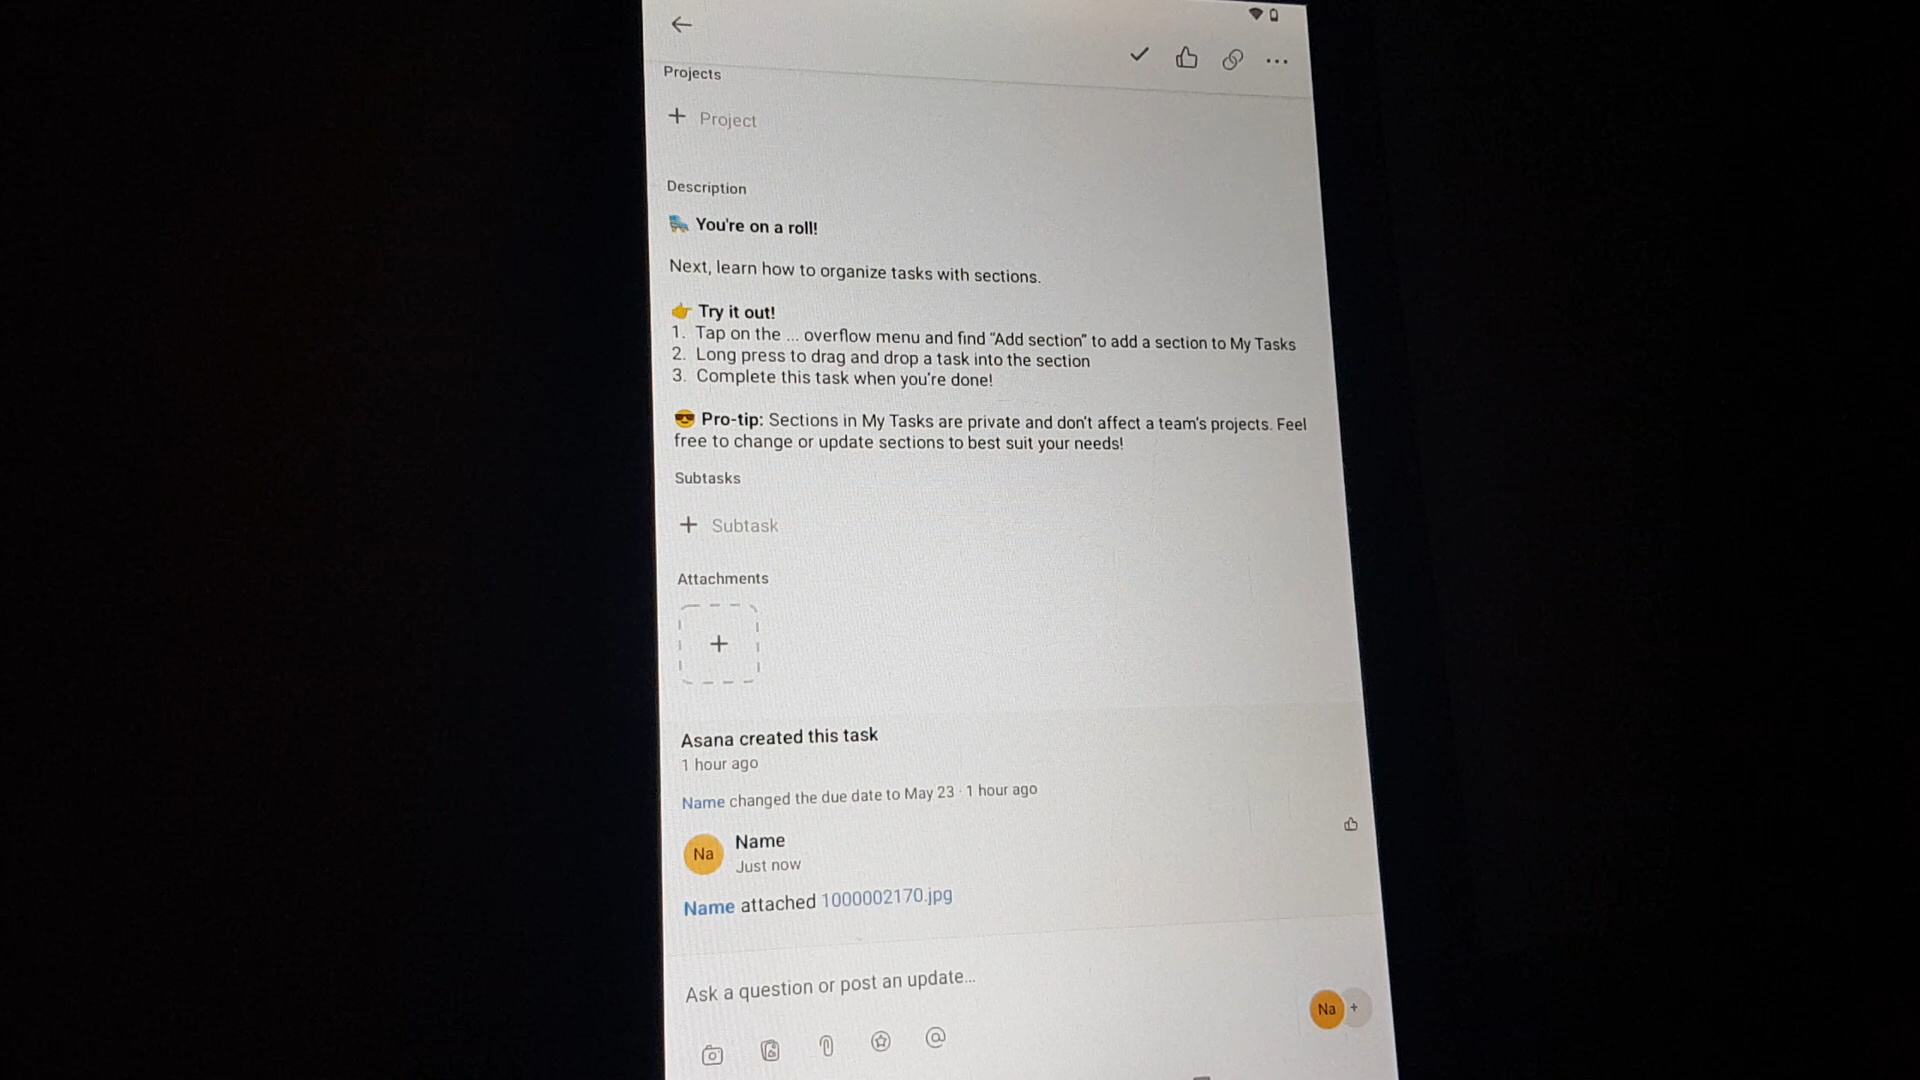 Projects
+ Project
Description
You're on a roll!
Next, learn how to organize tasks with sections.
Try it out!
1. Tap on the ... overflow menu and find "Add section" to add a section to My Tasks
2. Long press to drag and drop a task into the section
3. Complete this task when you're done!
Pro-tip: Sections in My Tasks are private and don't affect a team's projects. Feel
free to change or update sections to best suit your needs!
Subtasks
+ Subtask
Attachments
+
Asana created this task
1 hour ago
Name changed the due date to May 23 · 1 hour ago
Na
Name
Just now
Name attached 1000002170.jpg
Ask a question or post an update...
Na +